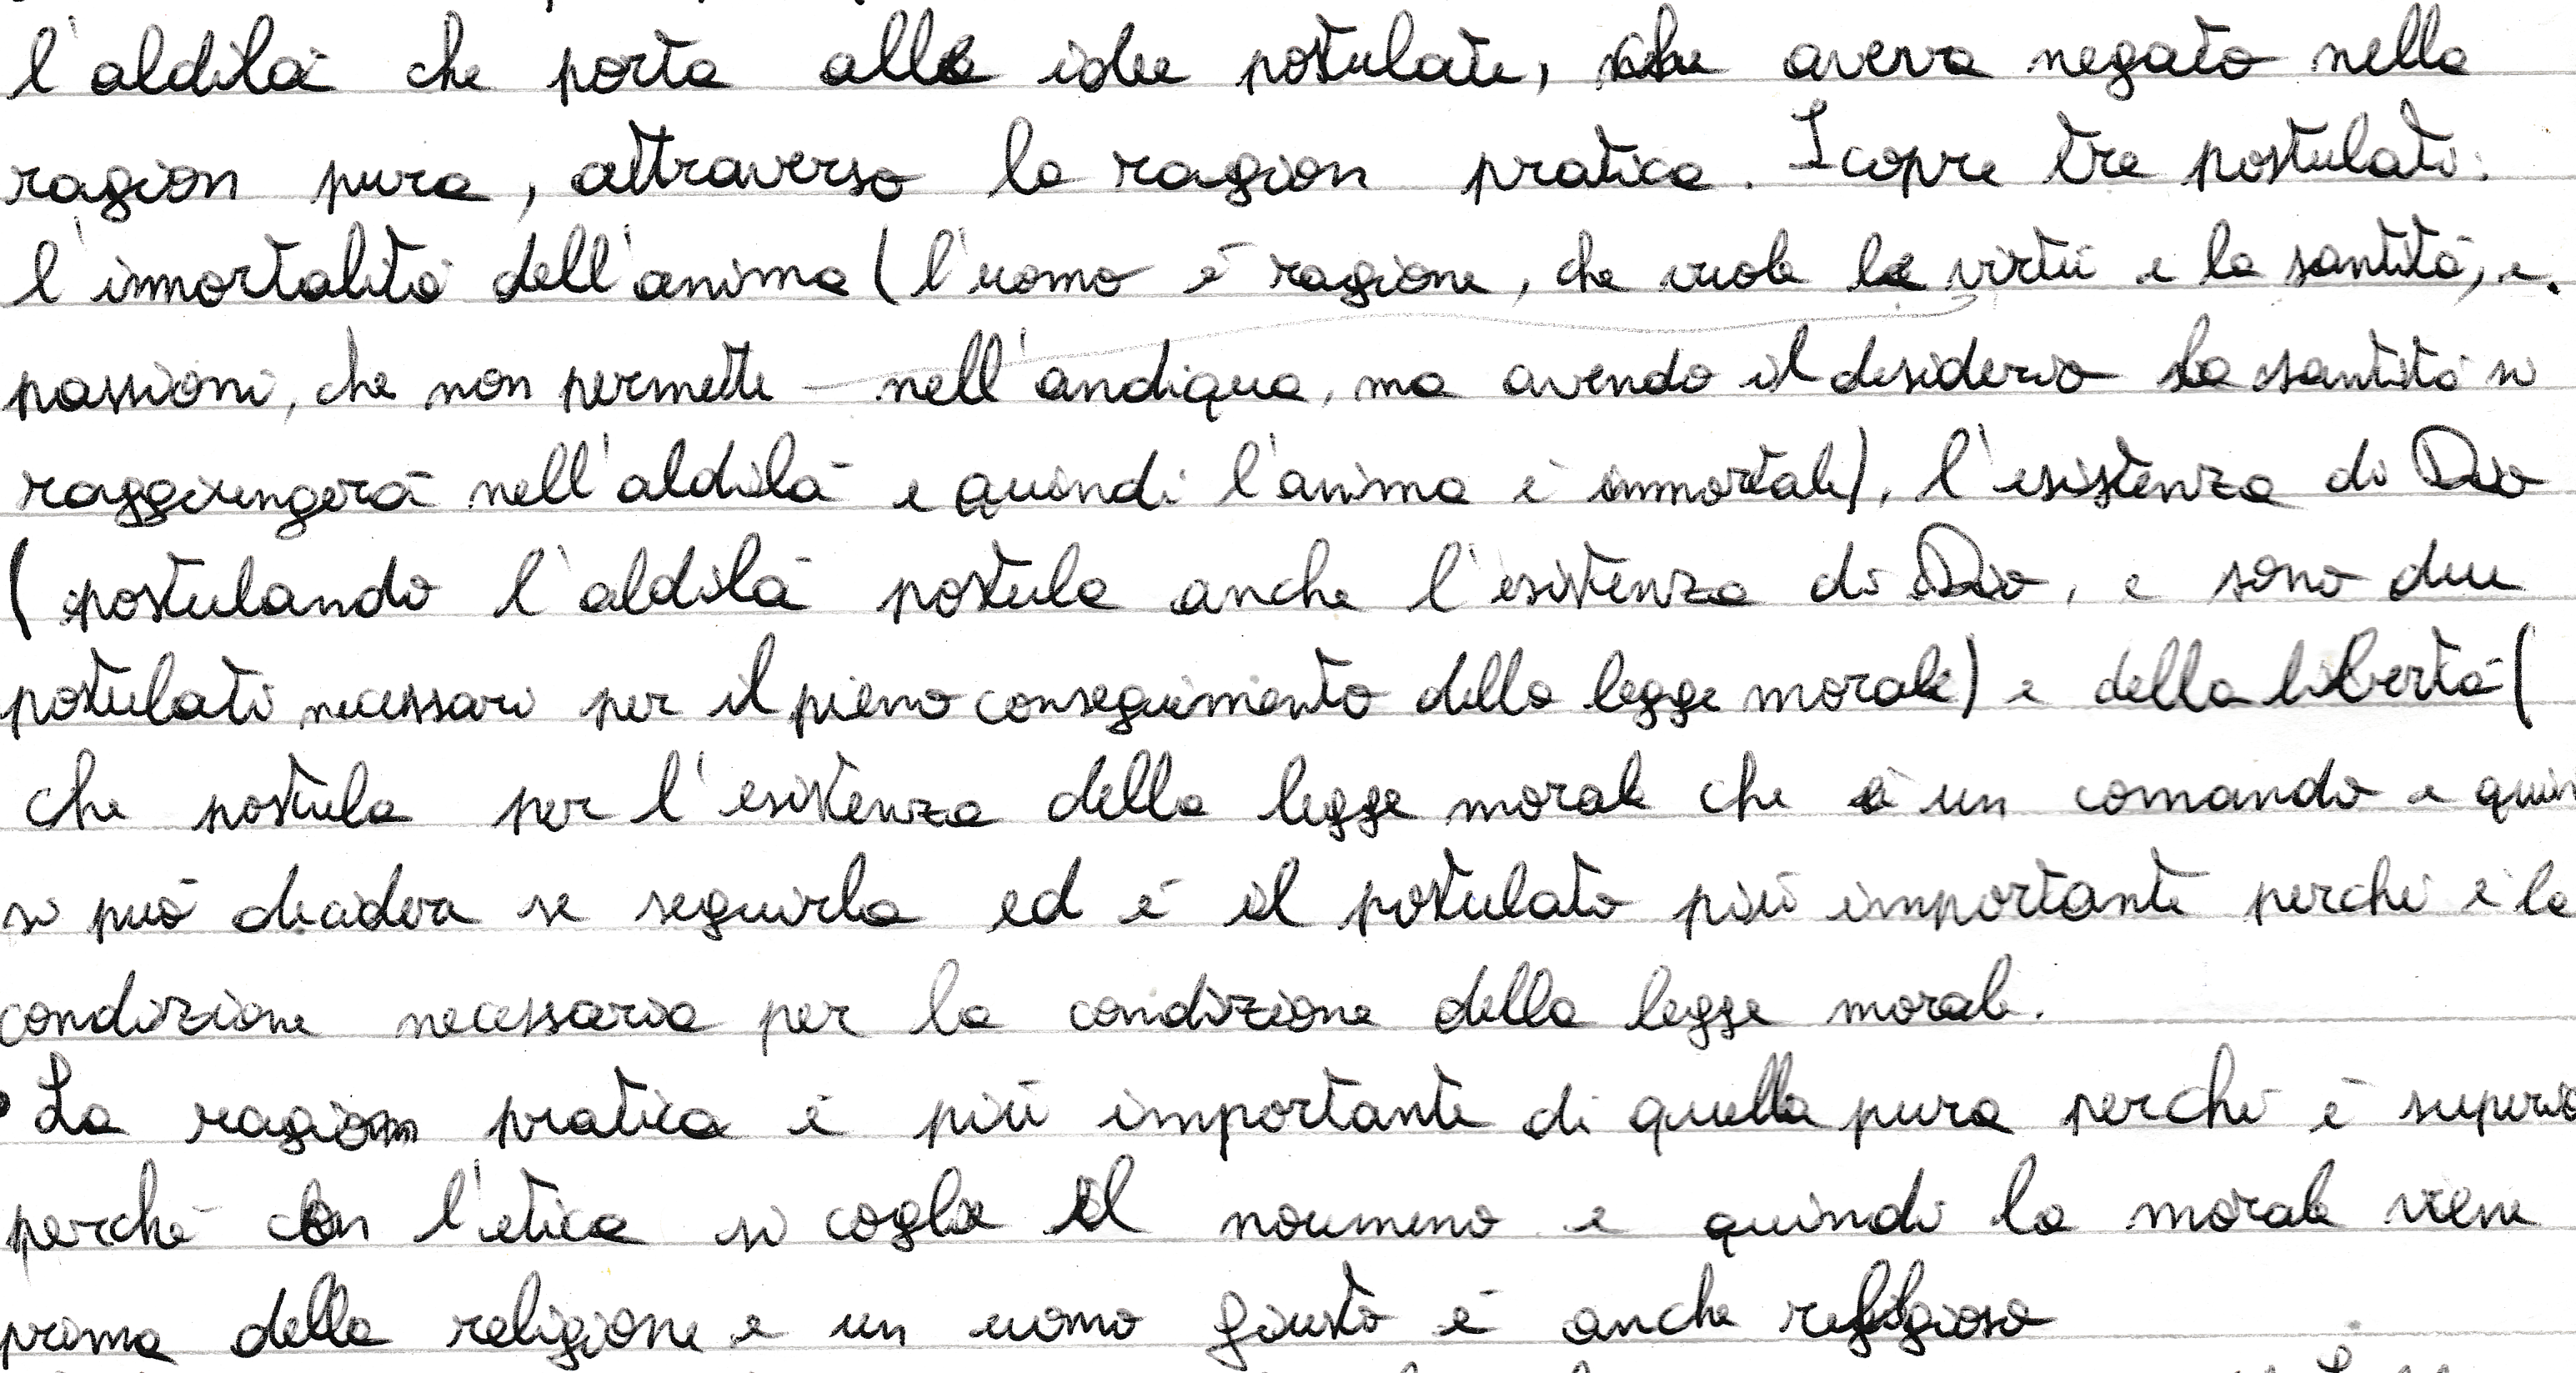 l'aldilà che porta alle idee postulate, che aveva negato nella
ragion pura, attraverso la ragion pratica. Scopre tre postulati:
l'immortalità dell'anima (l'uomo è ragione, che vuole la virtù e la santità, e
passioni, che non permette nell'andiqua, ma avendo il desiderio la santità si
raggiungerà nell'aldilà e quindi l'anima è immortale), l'esistenza di Dio
(postulando l'aldilà postula anche l'esistenza di Dio, e sono due
postulati necessari per il pieno conseguimento della legge morale) e della libertà (
che postula per l'esistenza della legge morale che è un comando e quin
si può decidere se seguirla ed è il postulato più importante perché è la
condizione necessaria per la condizione della legge morale.
• La ragion pratica è più importante di quella pura perché è superio
perché con l'etica si coglie il noumeno e quindi la morale viene
prima della religione e un uomo giusto è anche religioso